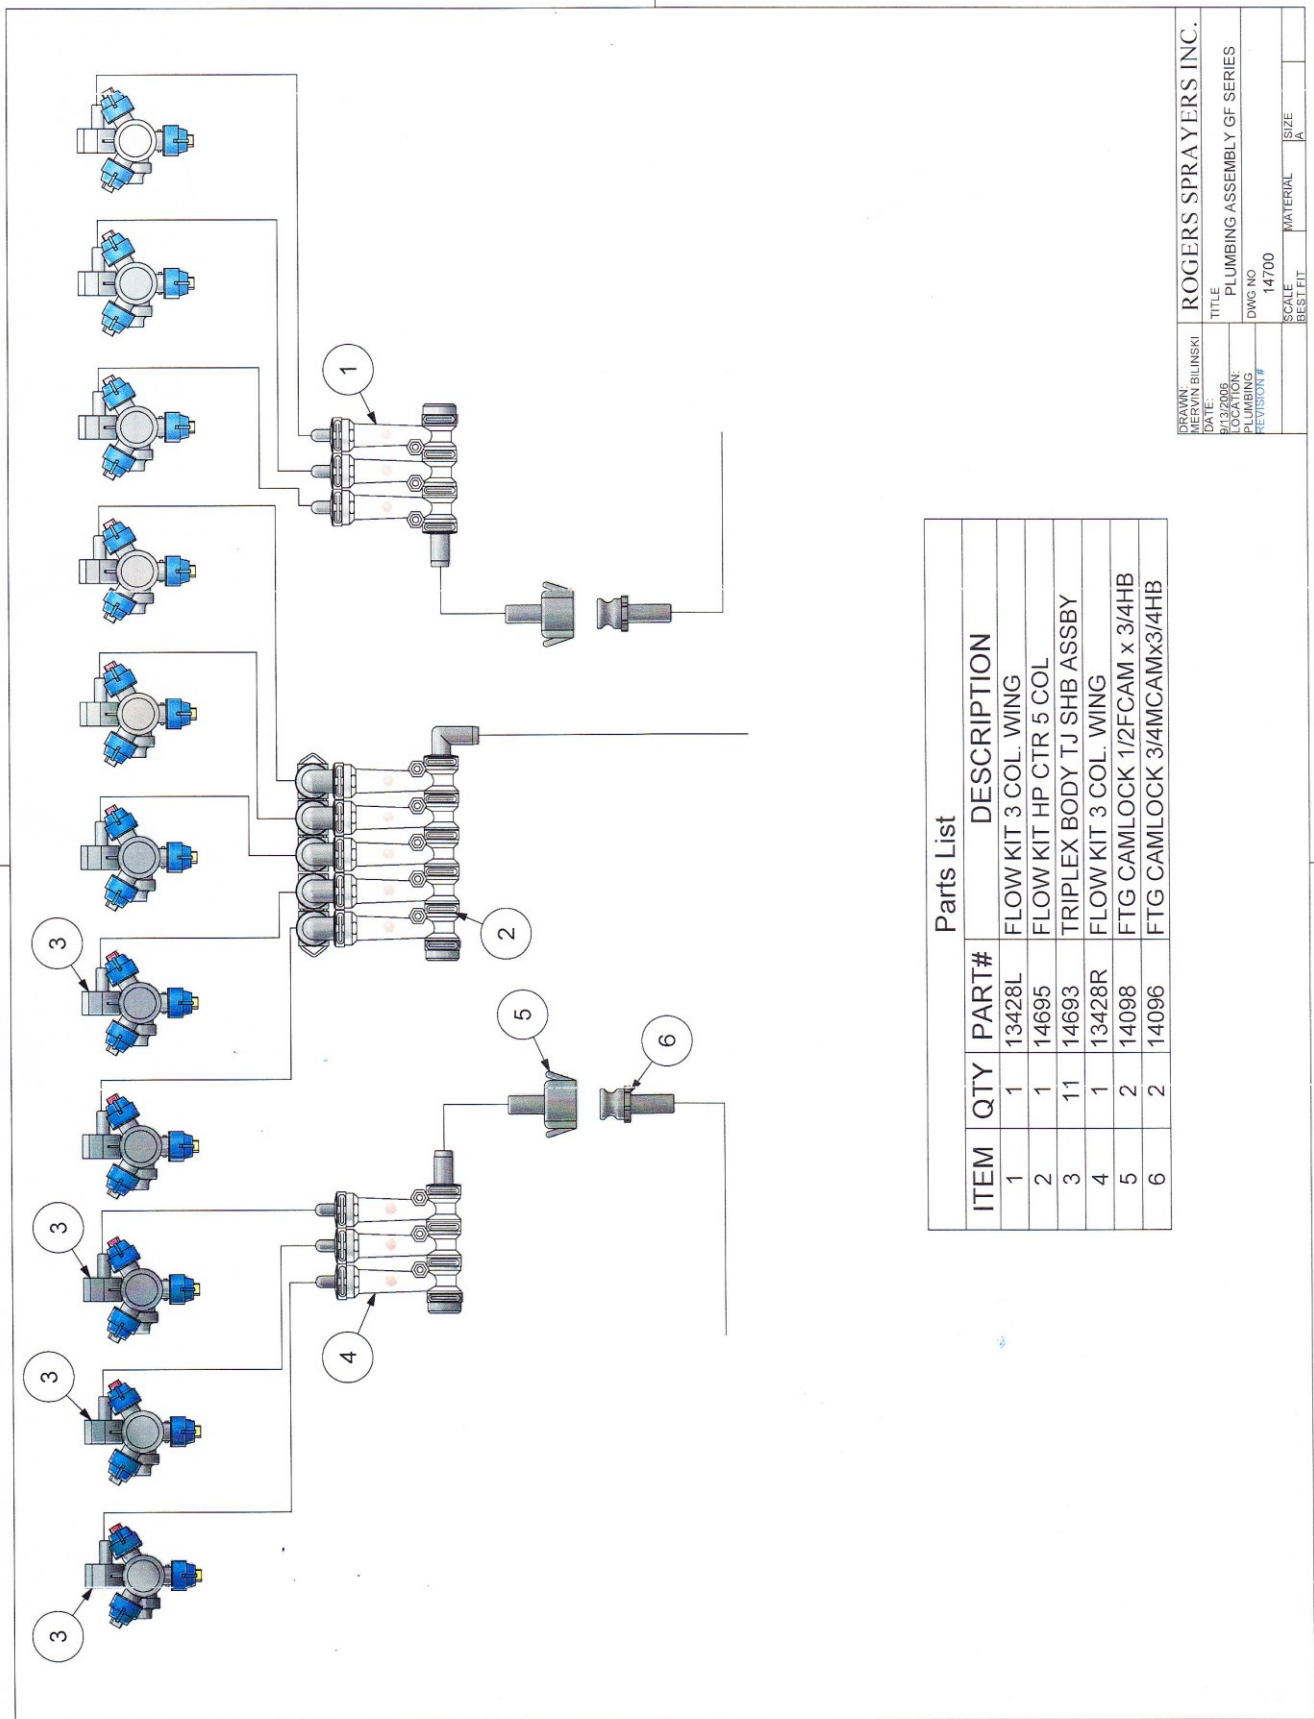 3
3
3
3
1
2
4
5
6
Parts List
ITEM QTY PART# DESCRIPTION
1 1 13428L FLOW KIT 3 COL. WING
2 1 14695 FLOW KIT HP CTR 5 COL
3 11 14693 TRIPLEX BODY TJ SHB ASSBY
4 1 13428R FLOW KIT 3 COL. WING
5 2 14098 FTG CAMLOCK 1/2FCAM x 3/4HB
6 2 14096 FTG CAMLOCK 3/4MCAMx3/4HB
DRAWN:
MERVIN BILINSKI
DATE:
9/13/2006
LOCATION:
PLUMBING
REVISION #
ROGERS SPRAYERS INC.
TITLE
PLUMBING ASSEMBLY GF SERIES
DWG NO
14700
SCALE
BEST FIT
MATERIAL
SIZE
A